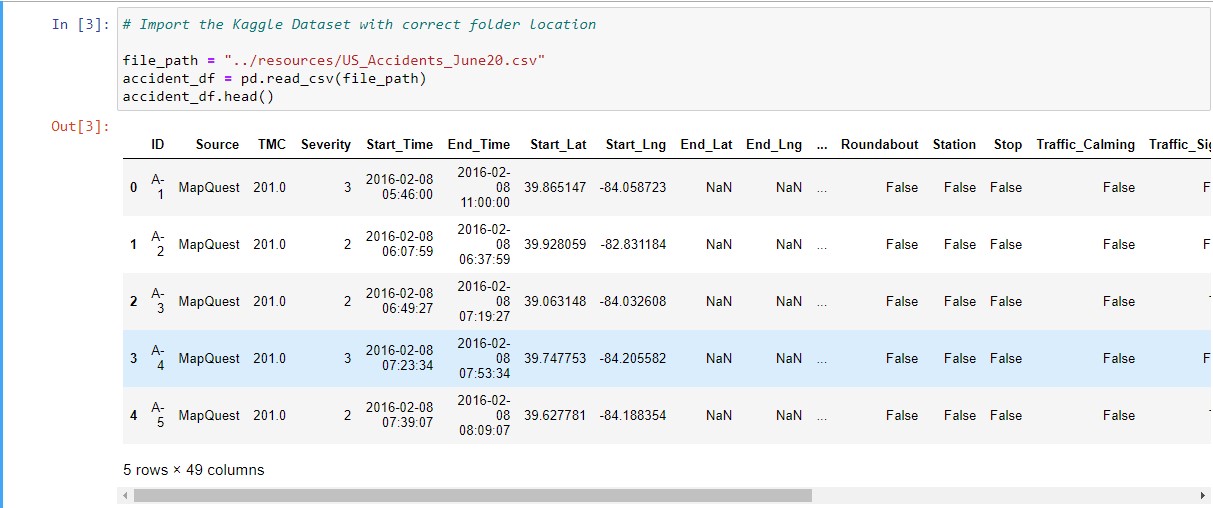 In [3]: # Import the Kaggle Dataset with correct folder location
file_path = "../resources/US_Accidents_June20.csv"
accident_df = pd.read_csv(file_path)
accident_df.head()
Out[3]:
ID Source TMC Severity Start_Time End_Time Start_Lat Start_Lng End_Lat End_Lng ... Roundabout Station Stop Traffic_Calming Traffic_Si
0 A-1 MapQuest 201.0 3 2016-02-08 05:46:00 2016-02-08 11:00:00 39.865147 -84.058723 NaN NaN ... False False False False F
1 A-2 MapQuest 201.0 2 2016-02-08 06:07:59 2016-02-08 06:37:59 39.928059 -82.831184 NaN NaN ... False False False False F
2 A-3 MapQuest 201.0 2 2016-02-08 06:49:27 2016-02-08 07:19:27 39.063148 -84.032608 NaN NaN ... False False False False
3 A-4 MapQuest 201.0 3 2016-02-08 07:23:34 2016-02-08 07:53:34 39.747753 -84.205582 NaN NaN ... False False False False F
4 A-5 MapQuest 201.0 2 2016-02-08 07:39:07 2016-02-08 08:09:07 39.627781 -84.188354 NaN NaN ... False False False False
5 rows × 49 columns